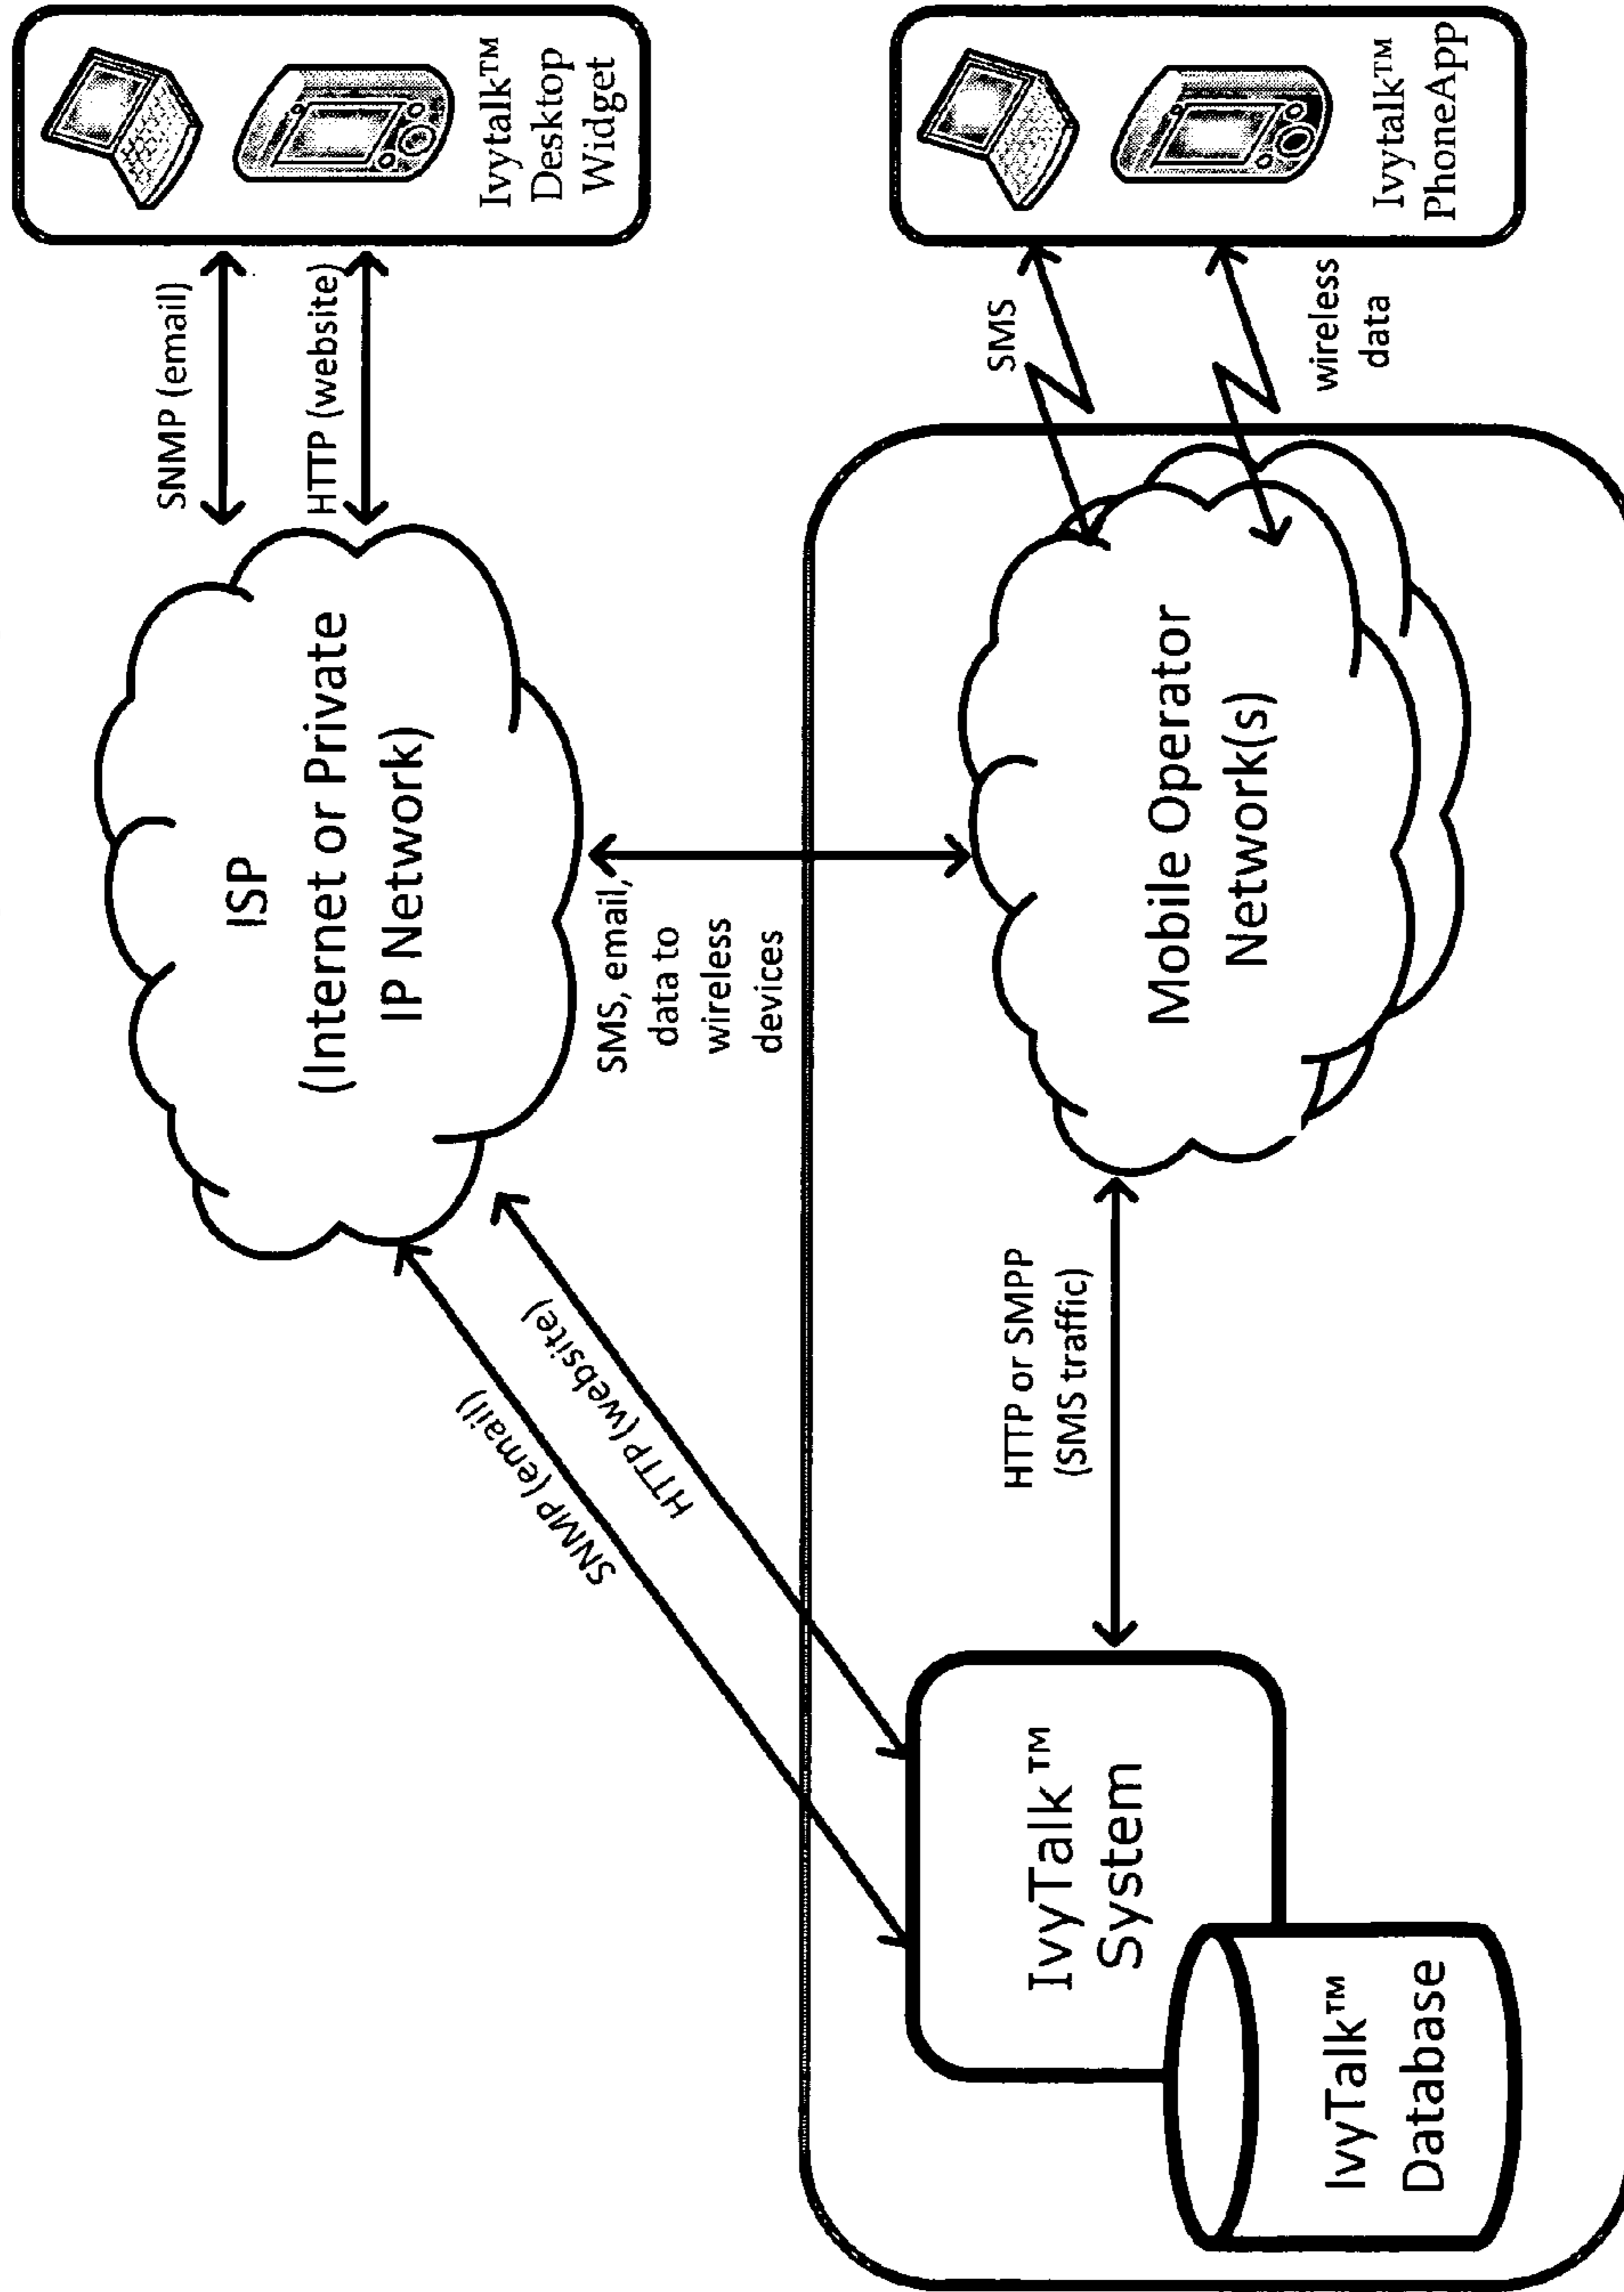 ISP
(Internet or Private
IP Network)
SNMP (email)
HTTP (website)
Ivytalk™
Desktop
Widget
SNMP (email)
HTTP (website)
SMS, email,
data to
wireless
devices
IvyTalk™
System
IvyTalk™
Database
HTTP or SMPP
(SMS traffic)
Mobile Operator
Network(s)
SMS
wireless
data
Ivytalk™
PhoneApp